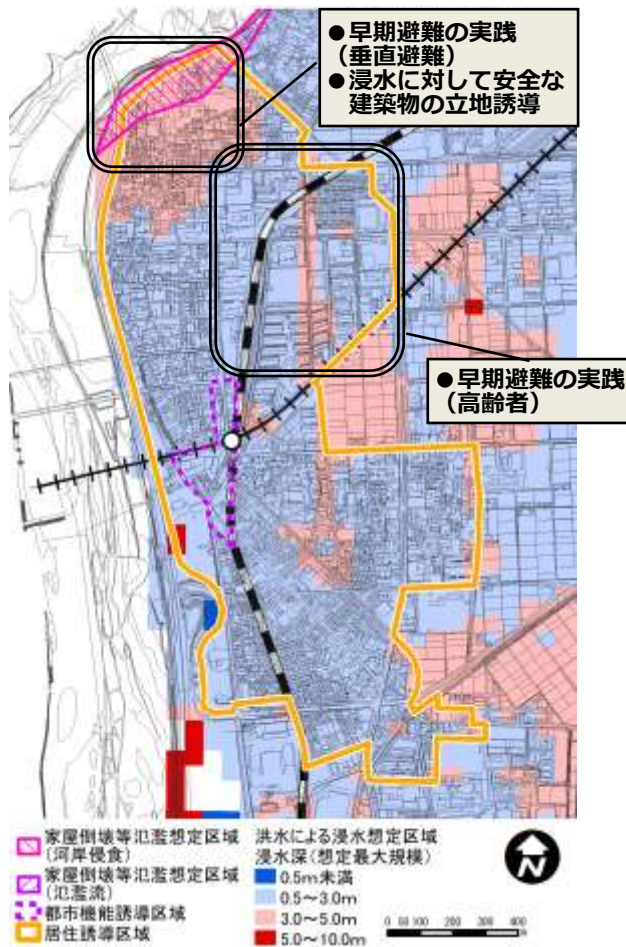 ●早期避難の実践
(垂直避難)
●浸水に対して安全な
建築物の立地誘導
●早期避難の実践
(高齢者)
家屋倒壊等氾濫想定区域
(河岸侵食)
家屋倒壊等氾濫想定区域
(氾濫流)
都市機能誘導区域
居住誘導区域
洪水による浸水想定区域
浸水深(想定最大規模)
0.5m未満
0.5~3.0m
3.0~5.0m
5.0~10.0m
N
0 50 100 200 300 400